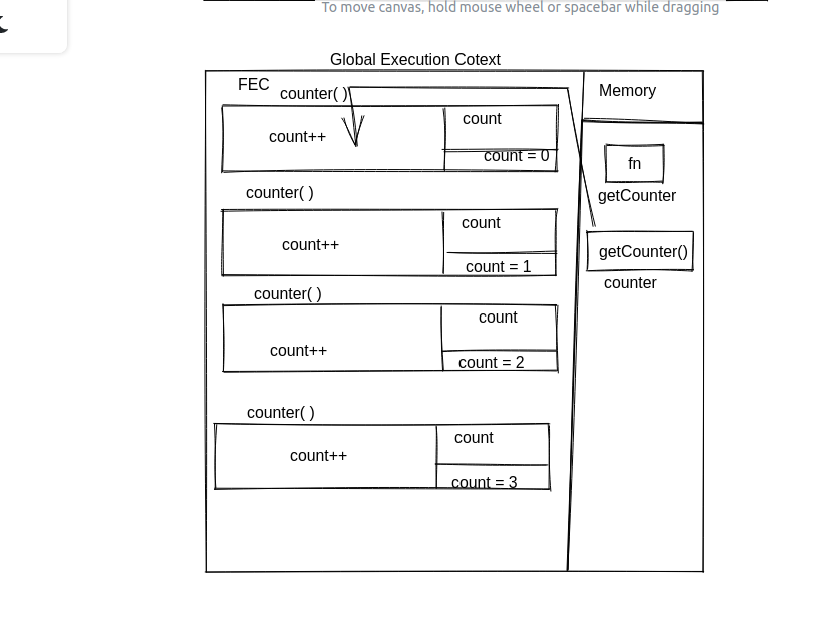 To move canvas, hold mouse wheel or spacebar while dragging
Global Execution Cotext
FEC
counter( )
Memory
count
count++
count = 0
fn
getCounter
counter( )
count
count++
count = 1
getCounter()
counter
counter( )
count
count++
count = 2
counter( )
count
count++
count = 3